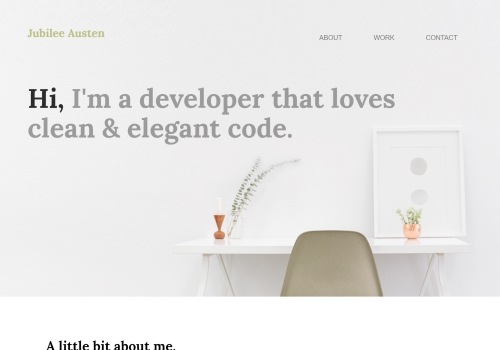 Jubilee Austen
ABOUT WORK CONTACT
Hi, I'm a developer that loves
clean & elegant code.
A little bit about me.